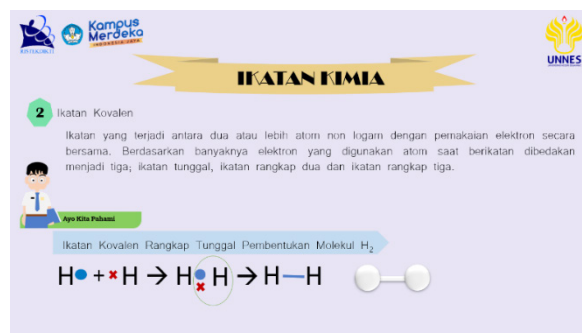 Kampus
Merdeka
INDONESIA JAYA
UNNES
IKATAN KIMIA
2 Ikatan Kovalen
Ikatan yang terjadi antara dua atau lebih atom non logam dengan pemakaian elektron secara
bersama. Berdasarkan banyaknya elektron yang digunakan atom saat berikatan dibedakan
menjadi tiga; ikatan tunggal, ikatan rangkap dua dan ikatan rangkap tiga.
Ayo Kita Pahami
Ikatan Kovalen Rangkap Tunggal Pembentukan Molekul H₂
H● + × H → H ●× H → H—H